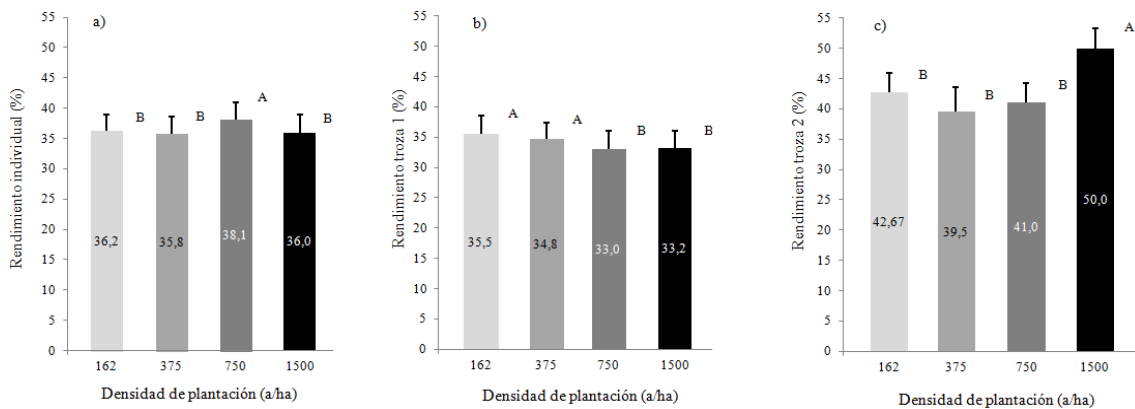 a)
Rendimiento individual (%)
55
50
45
40
35
30
25
20
15
10
5
0
B
B
A
B
36,2
35,8
38,1
36,0
162
375
750
1500
Densidad de plantación (a/ha)
b)
Rendimiento troza 1 (%)
55
50
45
40
35
30
25
20
15
10
5
0
A
A
B
B
35,5
34,8
33,0
33,2
162
375
750
1500
Densidad de plantación (a/ha)
c)
Rendimiento troza 2 (%)
55
50
45
40
35
30
25
20
15
10
5
0
B
B
B
A
42,67
39,5
41,0
50,0
162
375
750
1500
Densidad de plantación (a/ha)